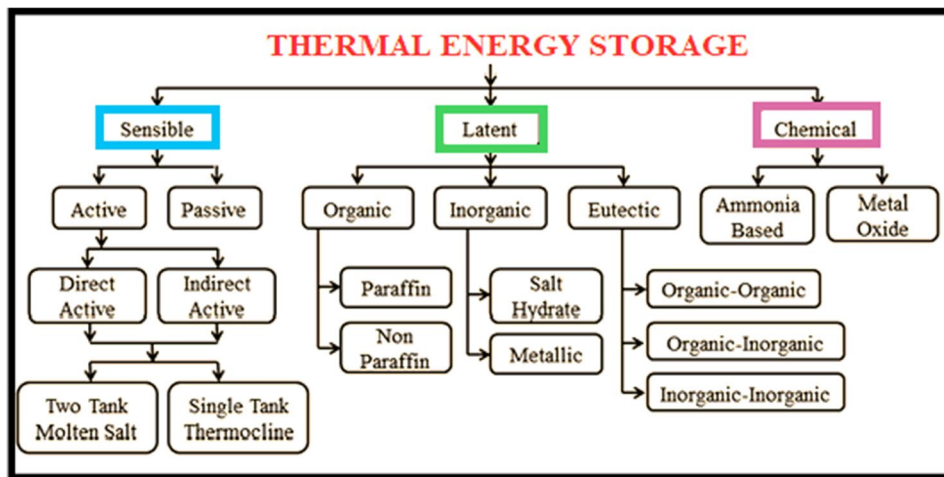 THERMAL ENERGY STORAGE
Sensible
Latent
Chemical
Active
Passive
Organic
Inorganic
Eutectic
Ammonia
Based
Metal
Oxide
Direct
Active
Indirect
Active
Paraffin
Non
Paraffin
Salt
Hydrate
Metallic
Organic-Organic
Organic-Inorganic
Inorganic-Inorganic
Two Tank
Molten Salt
Single Tank
Thermocline